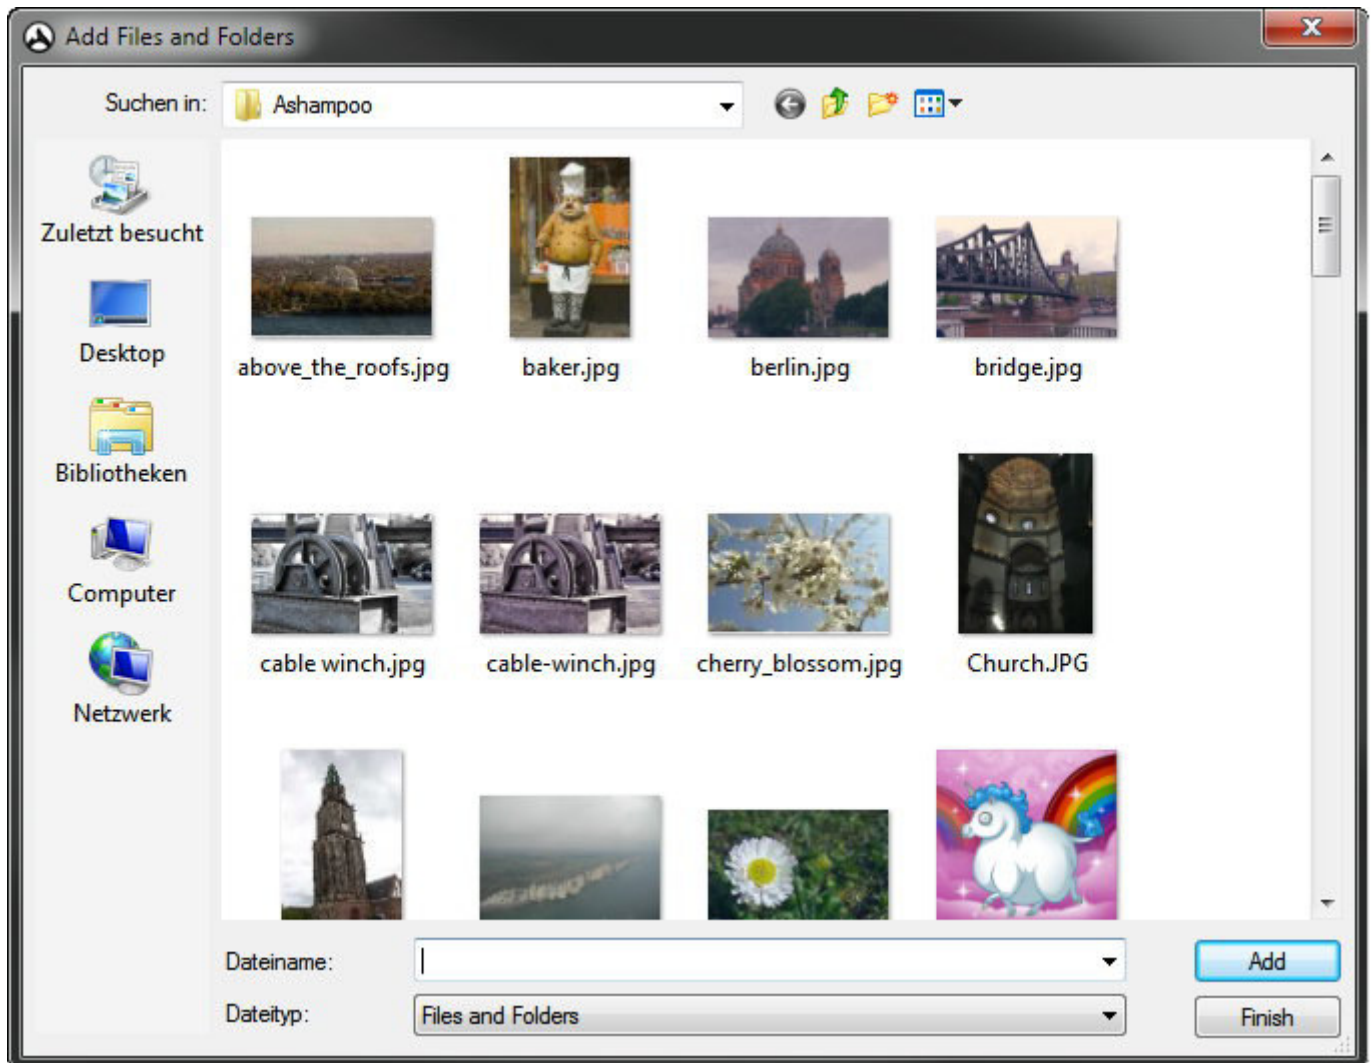 Add Files and Folders
Suchen in:
Ashampoo
Zuletzt besucht
Desktop
Bibliotheken
Computer
Netzwerk
above_the_roofs.jpg
baker.jpg
berlin.jpg
bridge.jpg
cable winch.jpg
cable-winch.jpg
cherry_blossom.jpg
Church.JPG
Dateiname:
Add
Dateityp:
Files and Folders
Finish